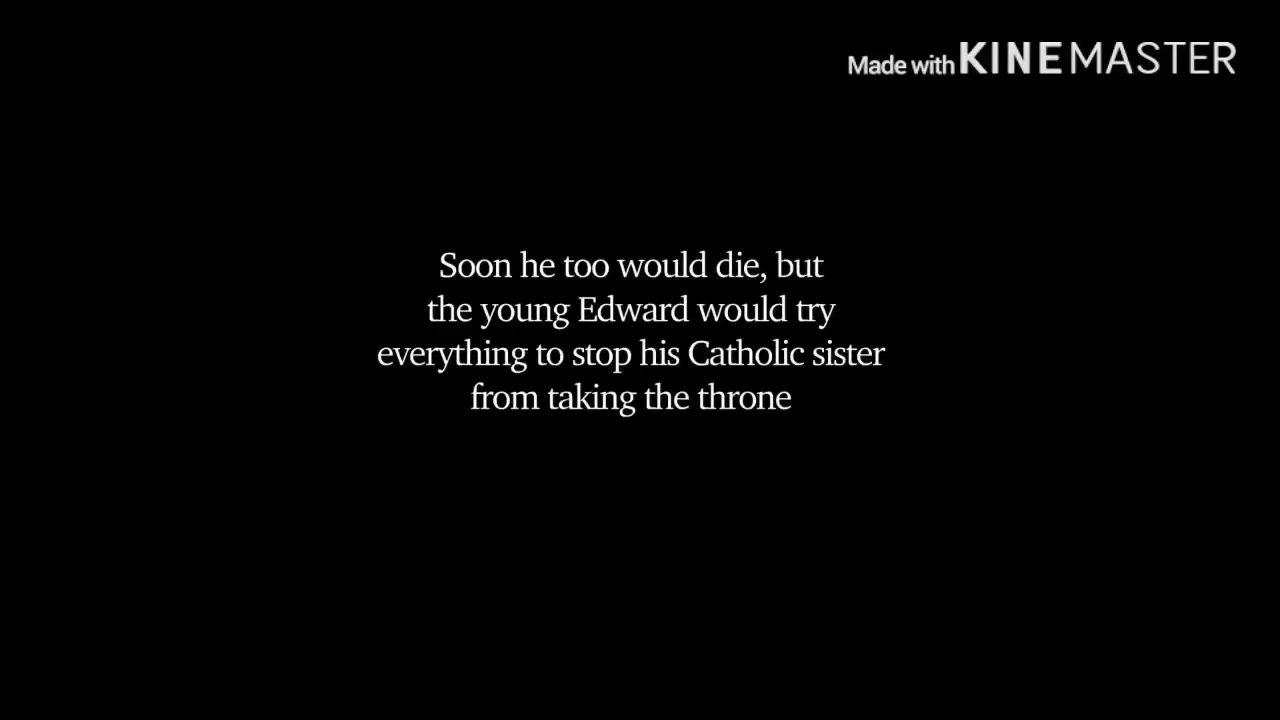 Made with KINEMASTER
Soon he too would die, but
the young Edward would try
everything to stop his Catholic sister
from taking the throne